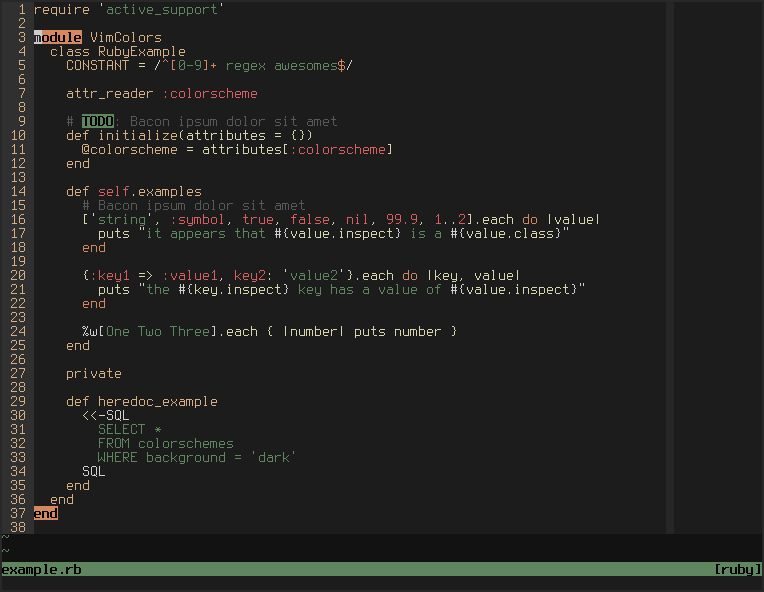 1 require 'active_support'
2
3 module VimColors
4   class RubyExample
5     CONSTANT = /^[0-9]+ regex awesomes$/
6
7     attr_reader :colorscheme
8
9     # TODO: Bacon ipsum dolor sit amet
10     def initialize(attributes = {})
11       @colorscheme = attributes[:colorscheme]
12     end
13
14     def self.examples
15       # Bacon ipsum dolor sit amet
16       ['string', :symbol, true, false, nil, 99.9, 1..2].each do |value|
17         puts "it appears that #{value.inspect} is a #{value.class}"
18       end
19
20       {:key1 => :value1, key2: 'value2'}.each do |key, value|
21         puts "the #{key.inspect} key has a value of #{value.inspect}"
22       end
23
24       %w[One Two Three].each { |number| puts number }
25     end
26
27     private
28
29     def heredoc_example
30       <<-SQL
31         SELECT *
32         FROM colorschemes
33         WHERE background = 'dark'
34       SQL
35     end
36   end
37 end
38
~
~
example.rb [ruby]